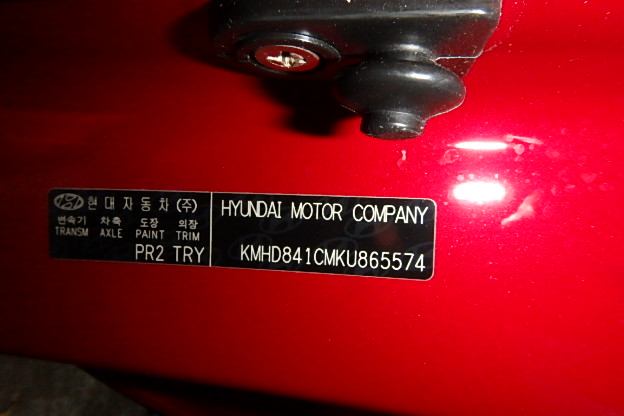 현대자동차(주)
변속기 차축 도장 의장
TRANSM AXLE PAINT TRIM
PR2 TRY
HYUNDAI MOTOR COMPANY
KMHD841CMKU865574